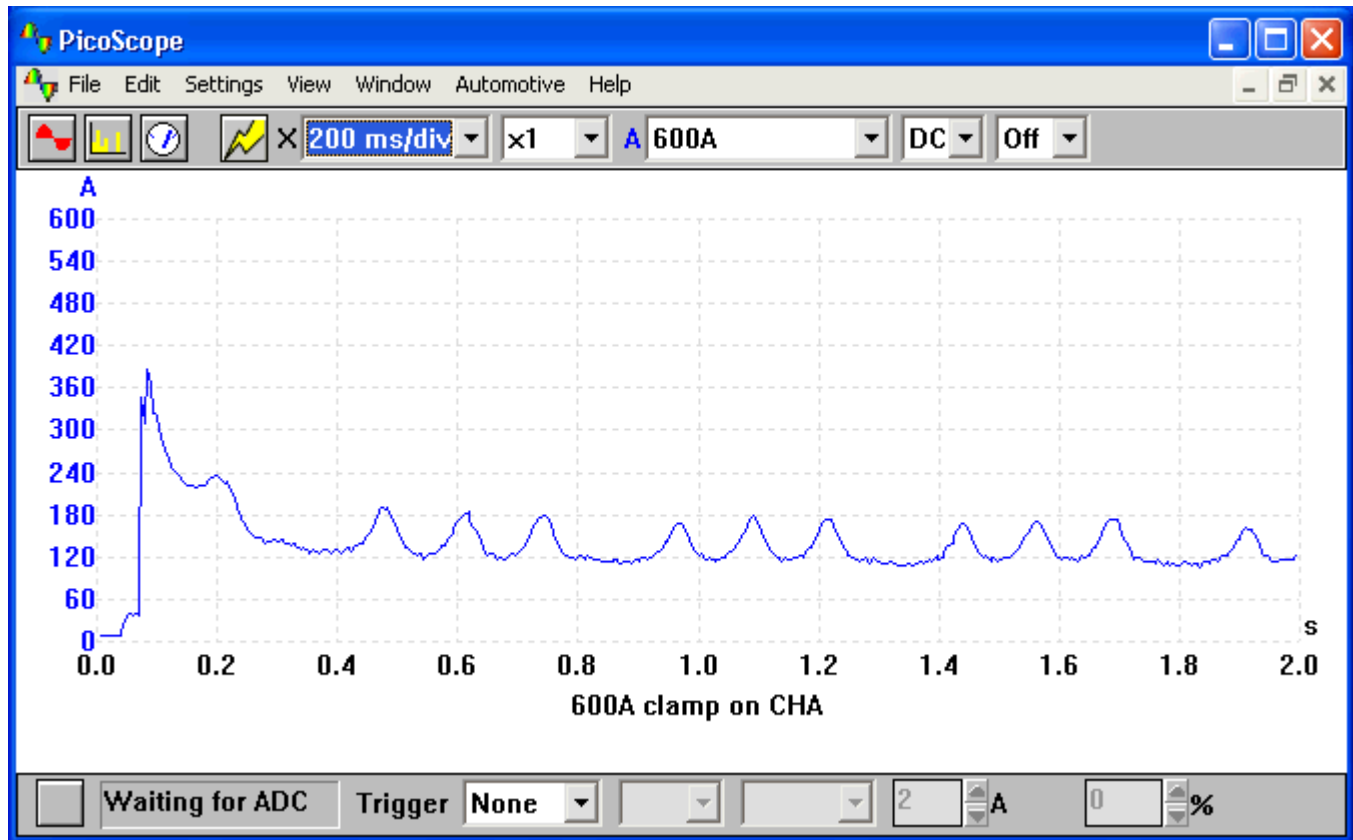 PicoScope
File Edit Settings View Window Automotive Help
X 200 ms/div x1 A 600A DC Off
A
600
540
480
420
360
300
240
180
120
60
0
s
0.0 0.2 0.4 0.6 0.8 1.0 1.2 1.4 1.6 1.8 2.0
600A clamp on CHA
Waiting for ADC Trigger None 2 A 0 %